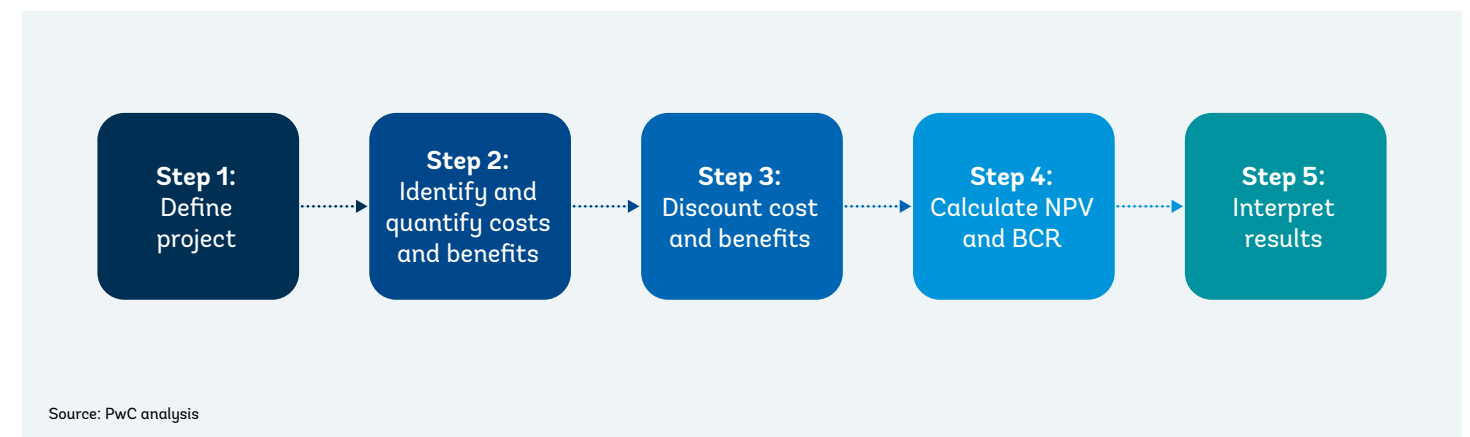 Step 1:
Define
project
Step 2:
Identify and
quantify costs
and benefits
Step 3:
Discount cost
and benefits
Step 4:
Calculate NPV
and BCR
Step 5:
Interpret
results
Source: PwC analysis